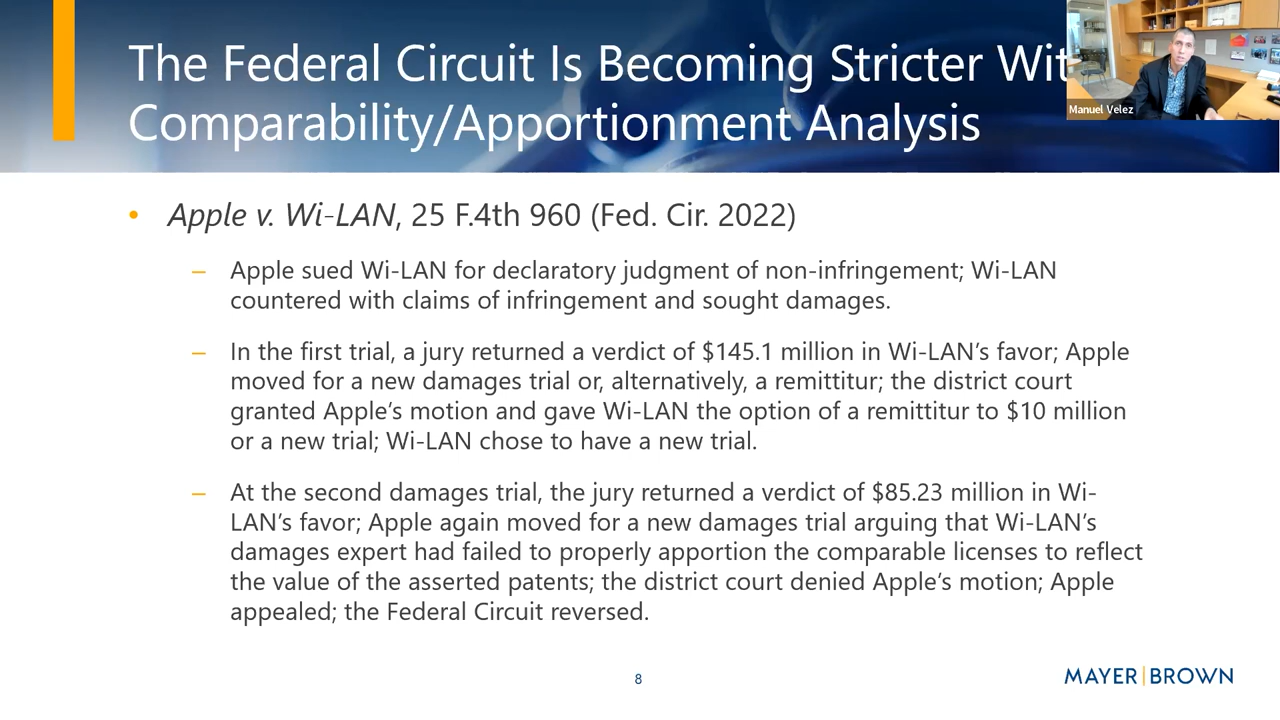 The Federal Circuit Is Becoming Stricter Wit
Comparability/Apportionment Analysis
Manuel Velez
• Apple v. Wi-LAN, 25 F.4th 960 (Fed. Cir. 2022)
– Apple sued Wi-LAN for declaratory judgment of non-infringement; Wi-LAN
countered with claims of infringement and sought damages.
– In the first trial, a jury returned a verdict of $145.1 million in Wi-LAN’s favor; Apple
moved for a new damages trial or, alternatively, a remittitur; the district court
granted Apple’s motion and gave Wi-LAN the option of a remittitur to $10 million
or a new trial; Wi-LAN chose to have a new trial.
– At the second damages trial, the jury returned a verdict of $85.23 million in Wi-
LAN’s favor; Apple again moved for a new damages trial arguing that Wi-LAN’s
damages expert had failed to properly apportion the comparable licenses to reflect
the value of the asserted patents; the district court denied Apple’s motion; Apple
appealed; the Federal Circuit reversed.
8
MAYER|BROWN